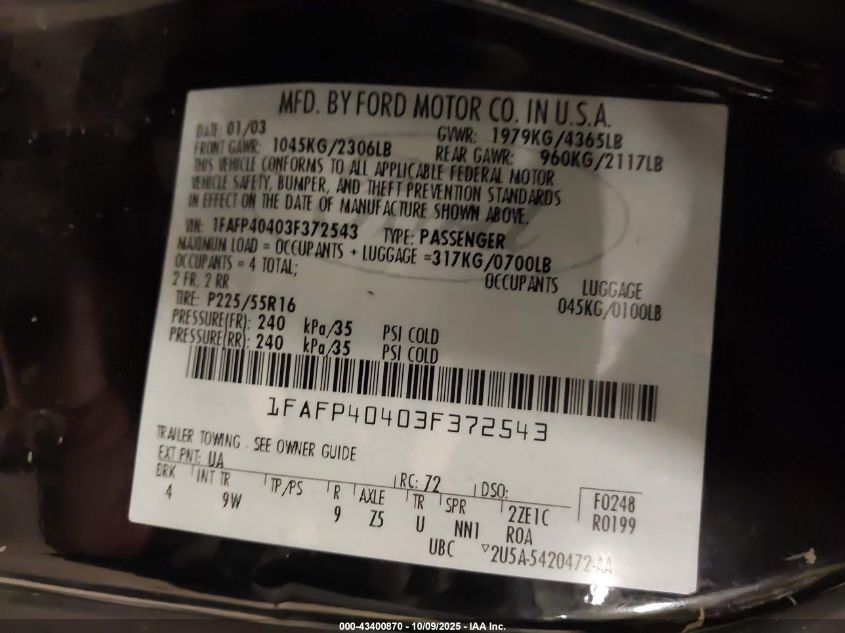 MFD. BY FORD MOTOR CO. IN U.S.A.
DATE: 01/03 GVWR: 1979KG/4365LB
FRONT GAWR: 1045KG/2306LB REAR GAWR: 960KG/2117LB
THIS VEHICLE CONFORMS TO ALL APPLICABLE FEDERAL MOTOR
VEHICLE SAFETY, BUMPER, AND THEFT PREVENTION STANDARDS
IN EFFECT ON THE DATE OF MANUFACTURE SHOWN ABOVE.
VIN: 1FAFP40403F372543 TYPE: PASSENGER
MAXIMUM LOAD = OCCUPANTS + LUGGAGE =317KG/0700LB
OCCUPANTS = 4 TOTAL; OCCUPANTS LUGGAGE
2 FR, 2 RR 045KG/0100LB
TIRE: P225/55R16
PRESSURE(FR): 240 kPa/35 PSI COLD
PRESSURE(RR): 240 kPa/35 PSI COLD
1FAFP40403F372543
TRAILER TOWING - SEE OWNER GUIDE
EXT PNT: UA RC: 72 DSO: F0248
BRK INT TR TP/PS R AXLE TR SPR 2ZE1C R0199
4 9W 9 Z5 U NN1 ROA
UBC 2U5A-5420472-AA
000-43400870 - 10/09/2025 - IAA Inc.